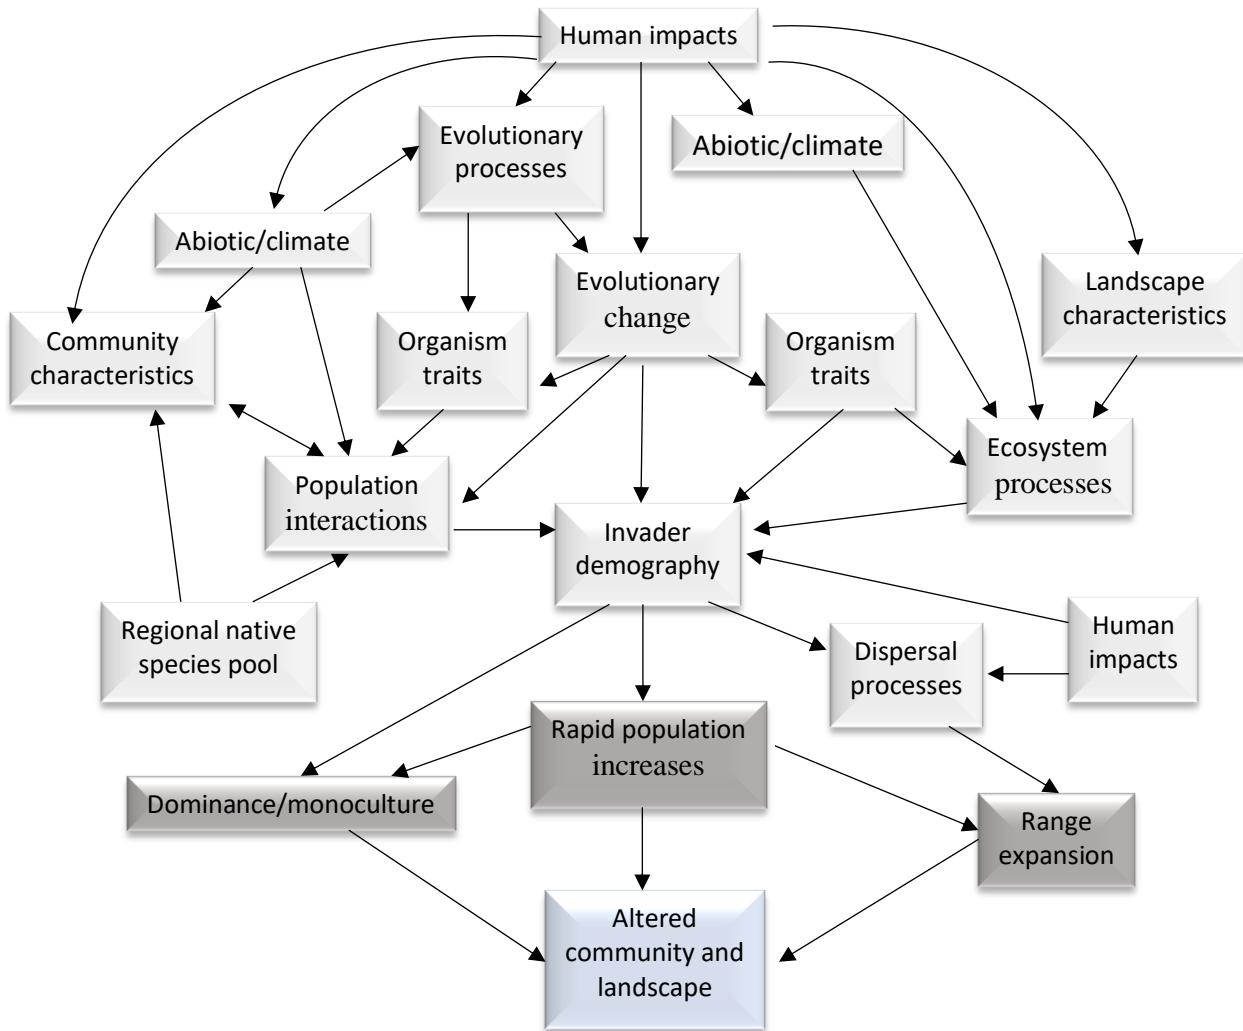 Human impacts
Evolutionary
processes
Abiotic/climate
Abiotic/climate
Evolutionary
change
Landscape
characteristics
Community
characteristics
Organism
traits
Organism
traits
Population
interactions
Ecosystem
processes
Invader
demography
Regional native
species pool
Dispersal
processes
Human
impacts
Rapid population
increases
Dominance/monoculture
Range
expansion
Altered
community and
landscape